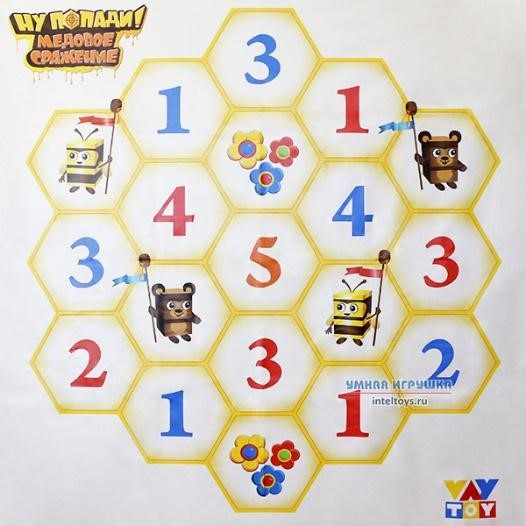 НУ ПОПАДИ!
МЕДОВОЕ
СРАЖЕНИЕ
3
1
1
4
4
3
5
3
2
3
2
1
1
УМНАЯ ИГРУШКА
inteltoys.ru
VAY
TOY